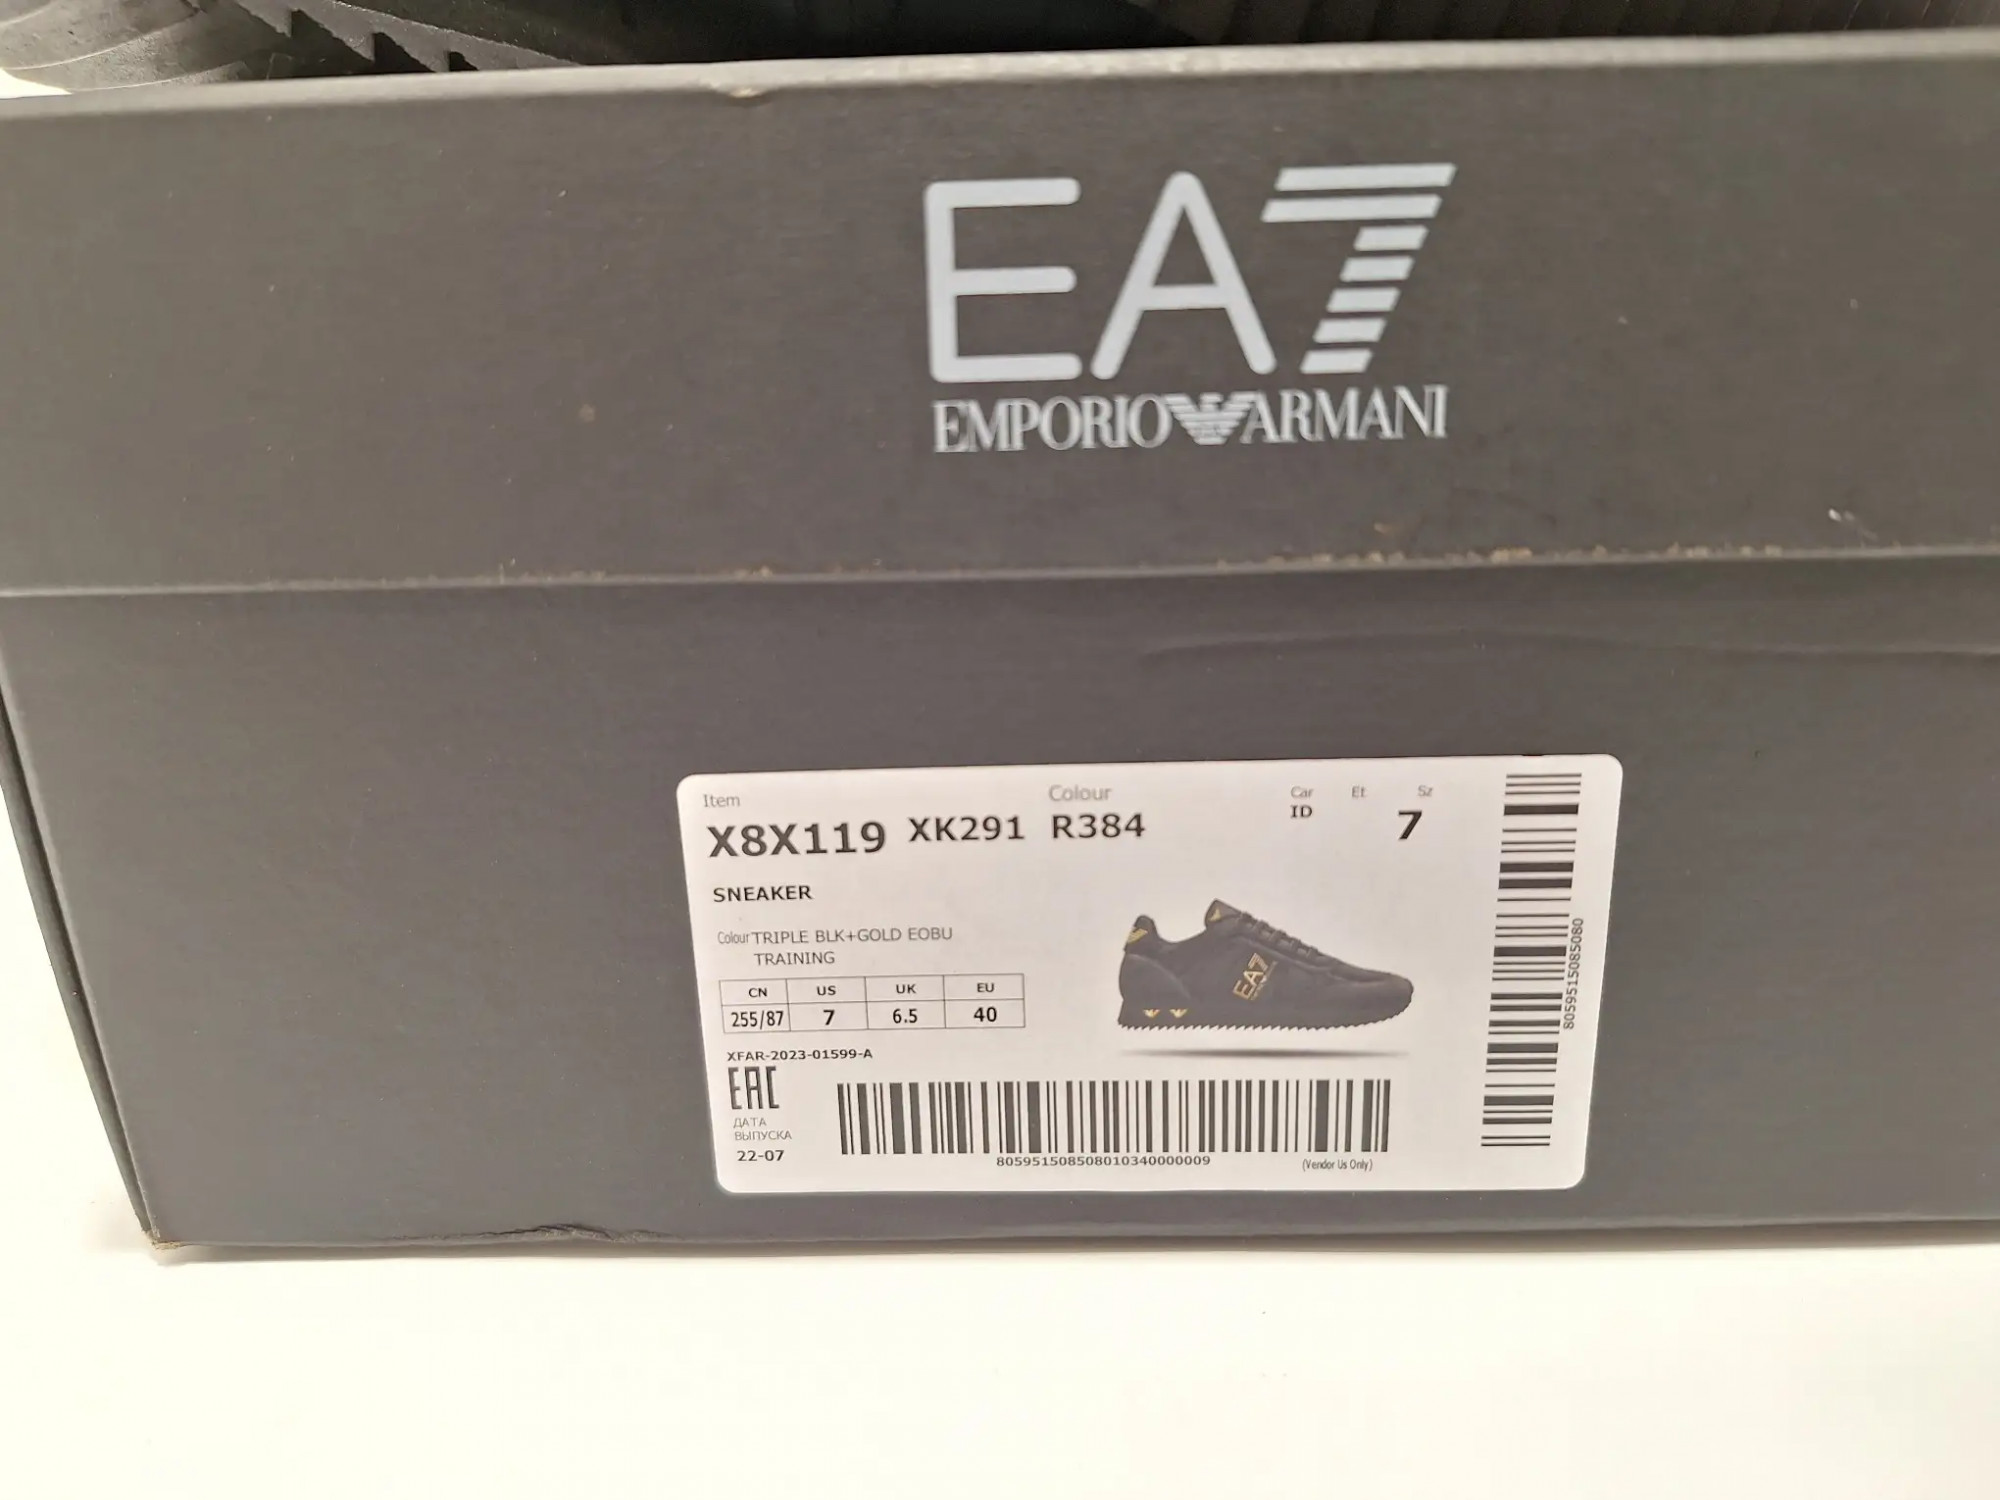 EA7
EMPORIO ARMANI
Item Colour Car Et Sz
X8X119 XK291 R384 ID 7
SNEAKER
Colour TRIPLE BLK+GOLD EOBU
TRAINING
CN US UK EU
255/87 7 6.5 40
XFAR-2023-01599-A
EAC
ДАТА
ВЫПУСКА
22-07
805951508508010340000009
(Vendor Us Only)
8059515085080
EA7